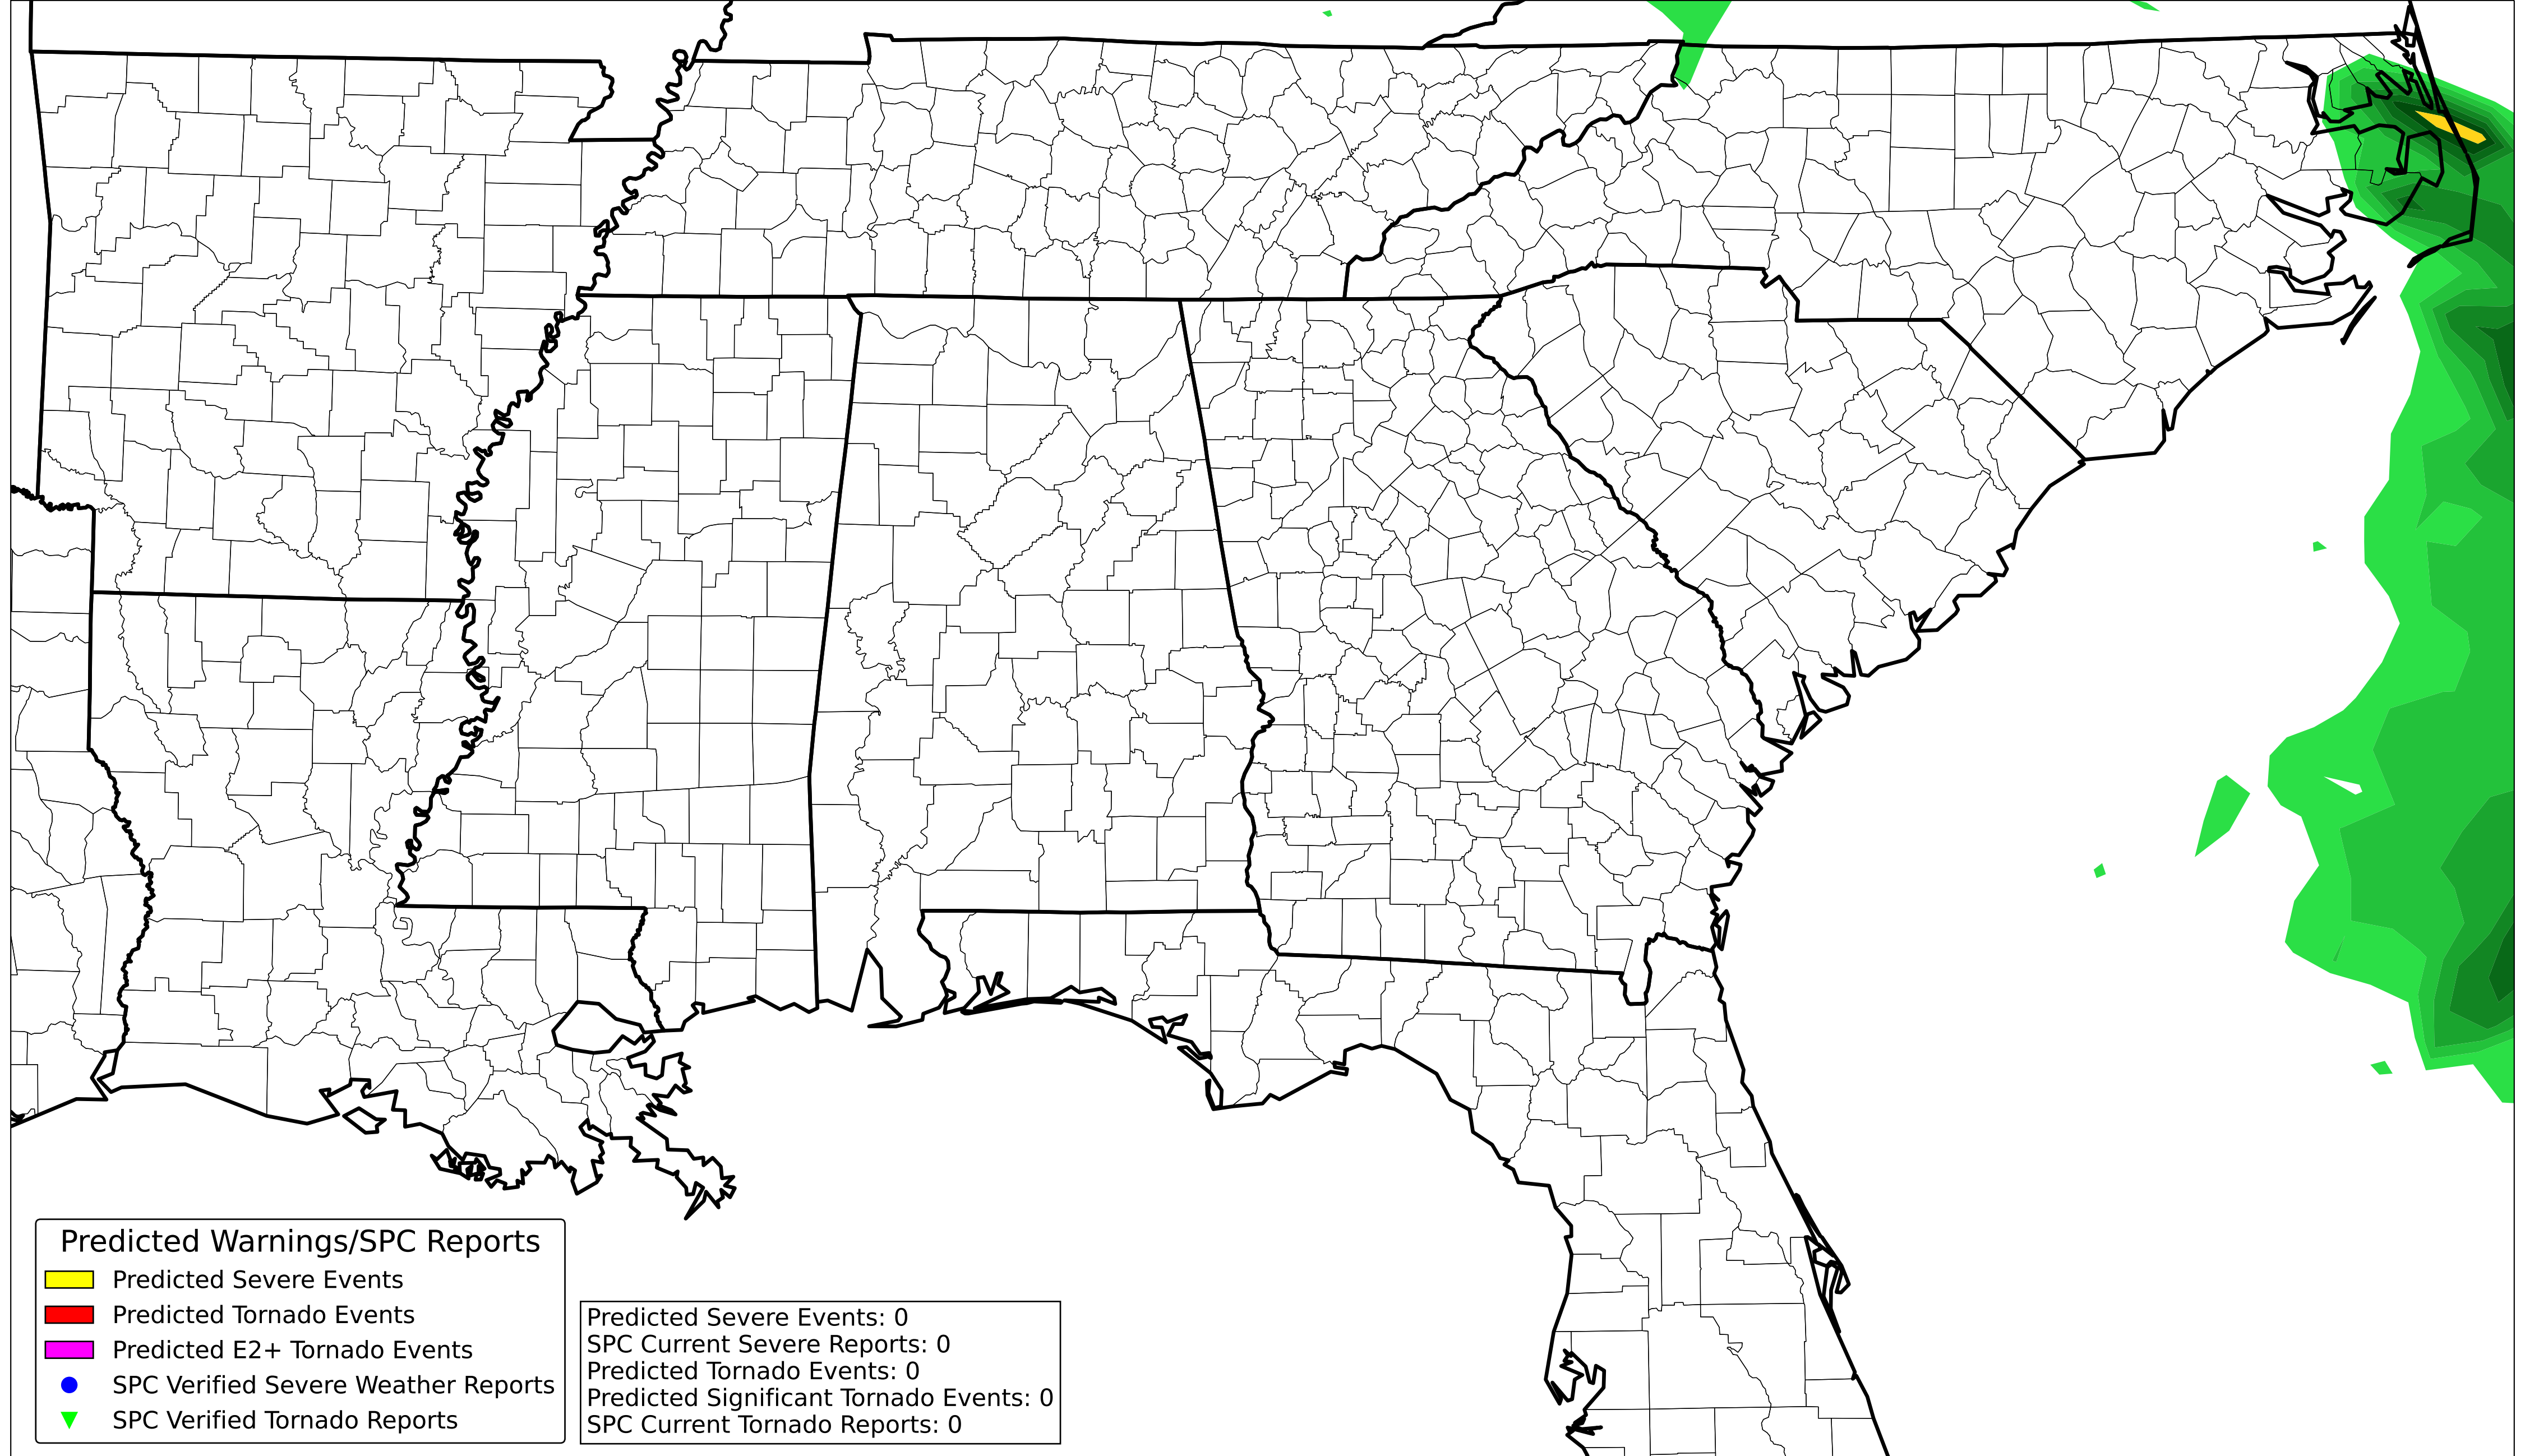 Predicted Warnings/SPC Reports
Predicted Severe Events
Predicted Tornado Events
Predicted E2+ Tornado Events
SPC Verified Severe Weather Reports
SPC Verified Tornado Reports
Predicted Severe Events: 0
SPC Current Severe Reports: 0
Predicted Tornado Events: 0
Predicted Significant Tornado Events: 0
SPC Current Tornado Reports: 0